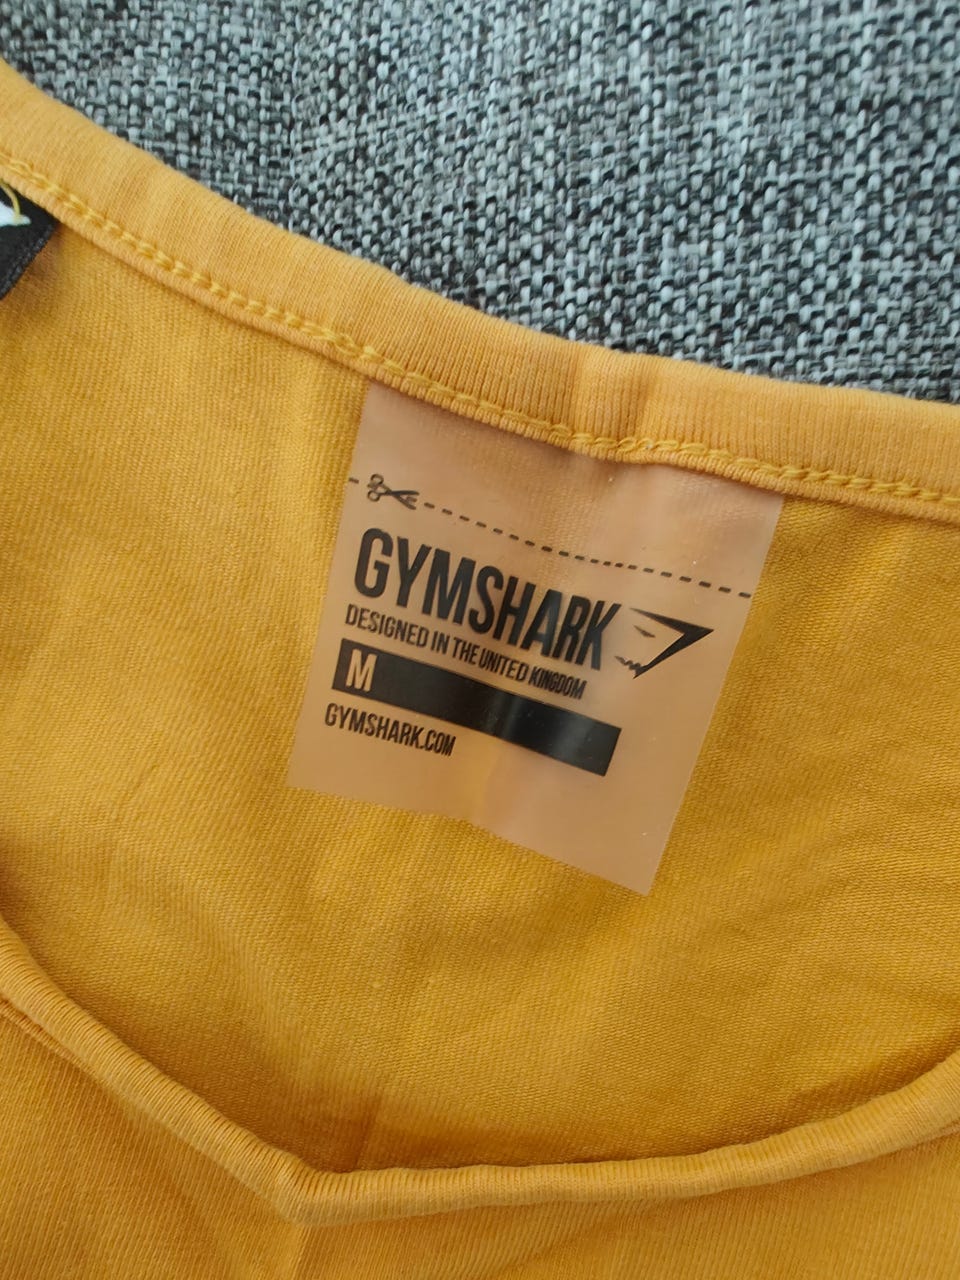 GYMSHARK
DESIGNED IN THE UNITED KINGDOM
M
GYMSHARK.COM